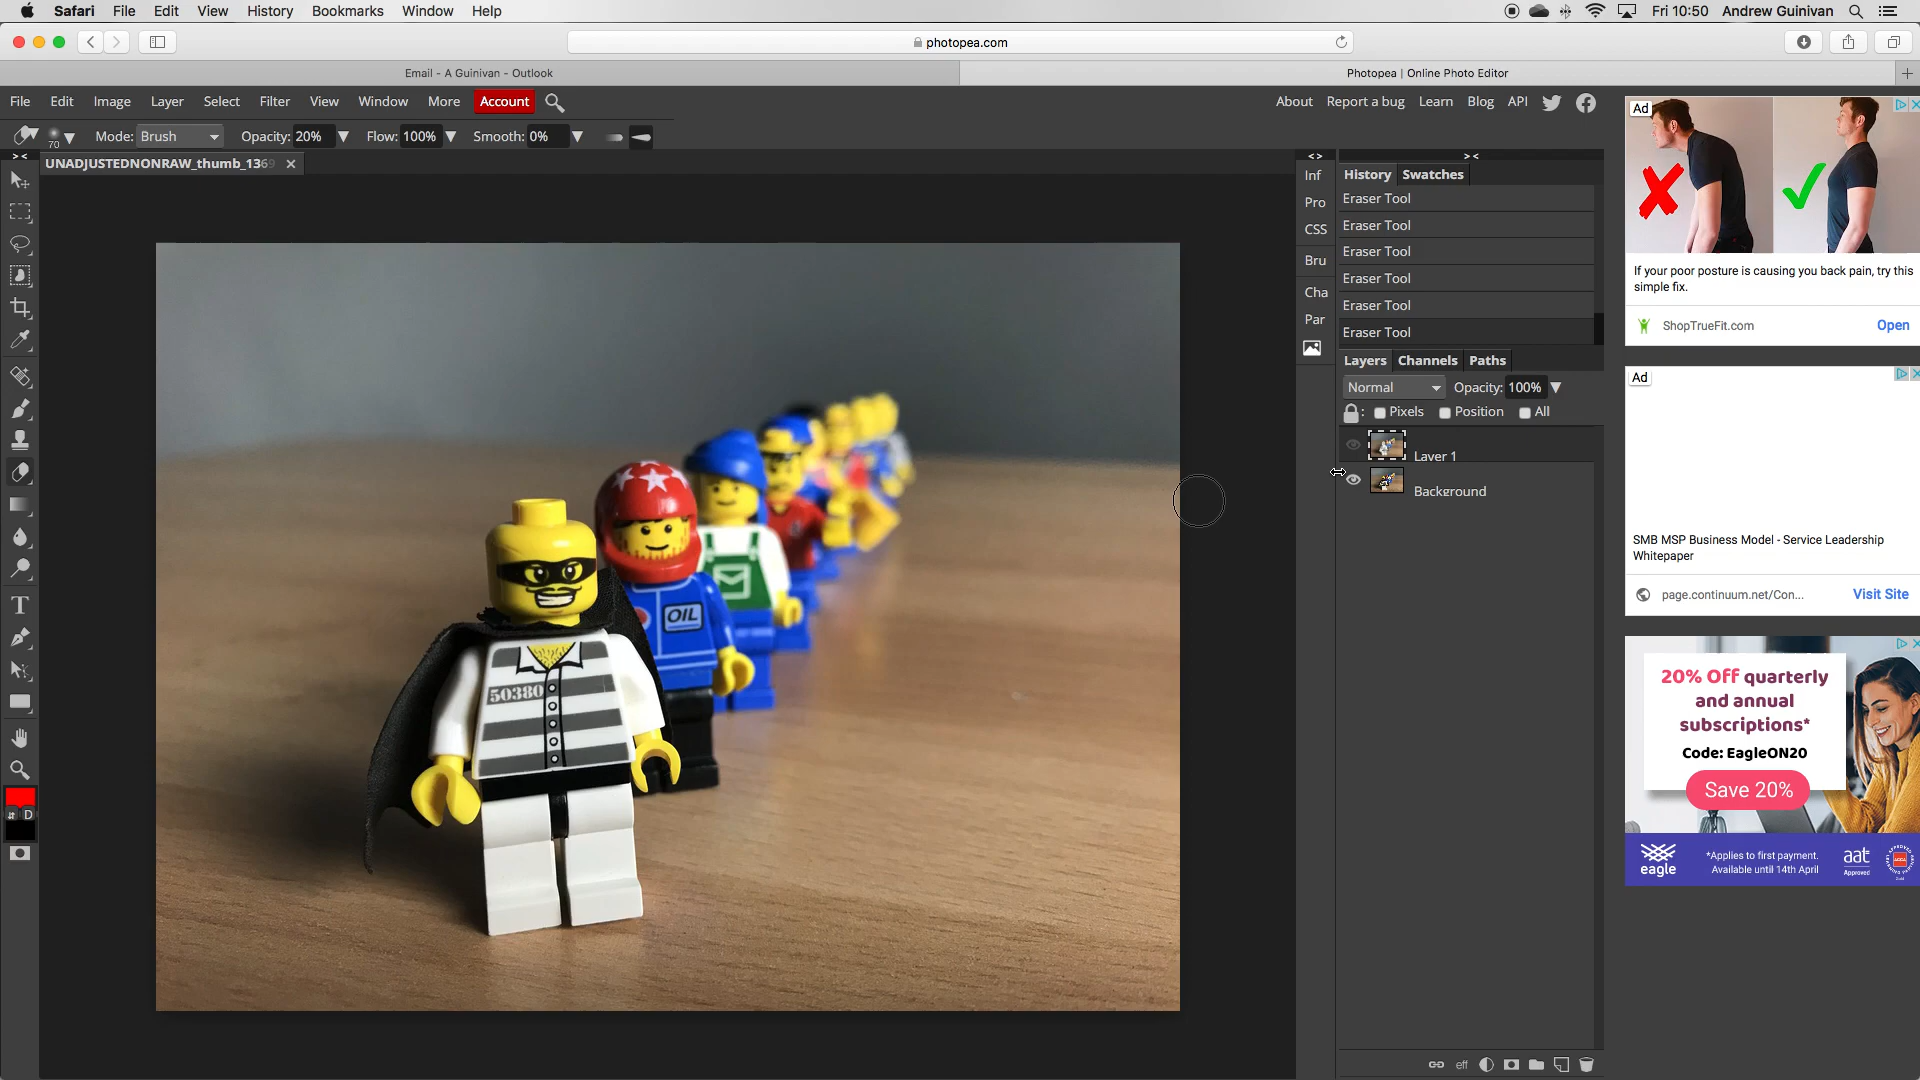 Safari File Edit View History Bookmarks Window Help
Fri 10:50 Andrew Guinivan
photopea.com
Email - A Guinivan - Outlook
Photopea | Online Photo Editor
File Edit Image Layer Select Filter View Window More Account
About Report a bug Learn Blog API
70 Mode: Brush Opacity: 20% Flow: 100% Smooth: 0%
UNADJUSTEDNONRAW_thumb_1369
Inf
Pro
CSS
Bru
Cha
Par
History Swatches
Eraser Tool
Eraser Tool
Eraser Tool
Eraser Tool
Eraser Tool
Eraser Tool
Layers Channels Paths
Normal Opacity: 100%
: Pixels Position All
Layer 1
Background
eff
T
D
OIL
50380
Ad
If your poor posture is causing you back pain, try this
simple fix.
ShopTrueFit.com Open
Ad
SMB MSP Business Model - Service Leadership
Whitepaper
page.continuum.net/Con... Visit Site
20% Off quarterly
and annual
subscriptions*
Code: EagleON20
Save 20%
eagle
*Applies to first payment.
Available until 14th April
aat
Approved